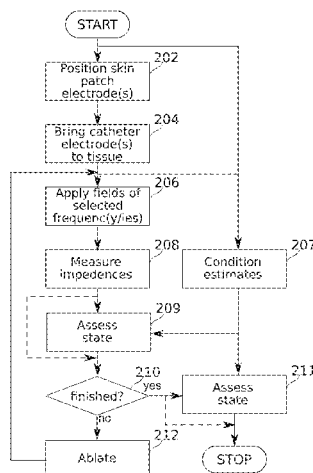 START
202
Position skin
patch
electrode(s)
204
Bring catheter
electrode(s)
to tissue
206
Apply fields of
selected
frequenc(y/ies)
208
Measure
impedences
207
Condition
estimates
209
Assess
state
210
finished?
yes
no
211
Assess
state
212
Ablate
STOP